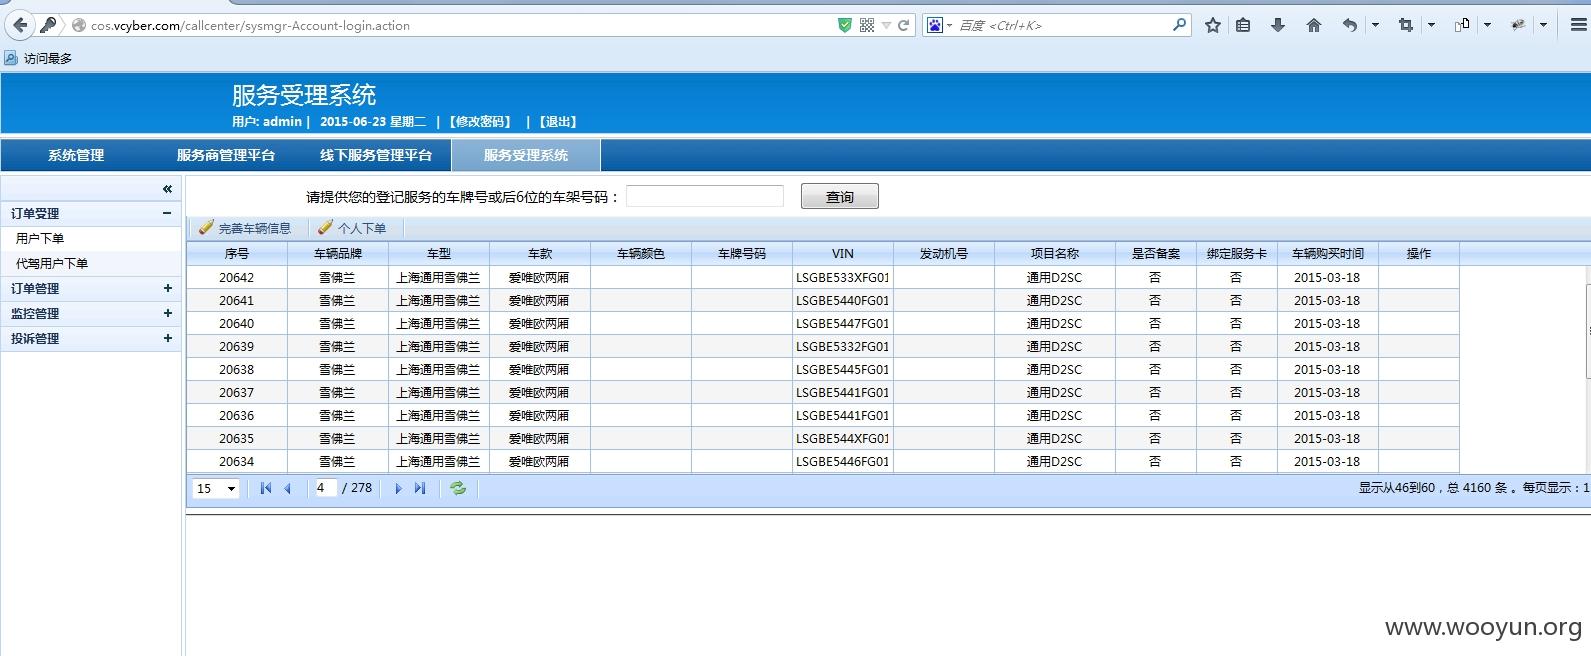 cos.vcyber.com/callcenter/sysmgr-Account-login.action
百度 <Ctrl+K>
访问最多
服务受理系统
用户: admin | 2015-06-23 星期二 | 【修改密码】 | 【退出】
系统管理 服务商管理平台 线下服务管理平台 服务受理系统
«
订单受理 −
用户下单
代驾用户下单
订单管理 +
监控管理 +
投诉管理 +
请提供您的登记服务的车牌号或后6位的车架号码： 查询
完善车辆信息 个人下单
序号 车辆品牌 车型 车款 车辆颜色 车牌号码 VIN 发动机号 项目名称 是否备案 绑定服务卡 车辆购买时间 操作
20642 雪佛兰 上海通用雪佛兰 爱唯欧两厢 LSGBE533XFG01 通用D2SC 否 否 2015-03-18
20641 雪佛兰 上海通用雪佛兰 爱唯欧两厢 LSGBE5440FG01 通用D2SC 否 否 2015-03-18
20640 雪佛兰 上海通用雪佛兰 爱唯欧两厢 LSGBE5447FG01 通用D2SC 否 否 2015-03-18
20639 雪佛兰 上海通用雪佛兰 爱唯欧两厢 LSGBE5332FG01 通用D2SC 否 否 2015-03-18
20638 雪佛兰 上海通用雪佛兰 爱唯欧两厢 LSGBE5445FG01 通用D2SC 否 否 2015-03-18
20637 雪佛兰 上海通用雪佛兰 爱唯欧两厢 LSGBE5441FG01 通用D2SC 否 否 2015-03-18
20636 雪佛兰 上海通用雪佛兰 爱唯欧两厢 LSGBE5441FG01 通用D2SC 否 否 2015-03-18
20635 雪佛兰 上海通用雪佛兰 爱唯欧两厢 LSGBE544XFG01 通用D2SC 否 否 2015-03-18
20634 雪佛兰 上海通用雪佛兰 爱唯欧两厢 LSGBE5446FG01 通用D2SC 否 否 2015-03-18
15 4 / 278 显示从46到60，总 4160 条 。每页显示：1
www.wooyun.org